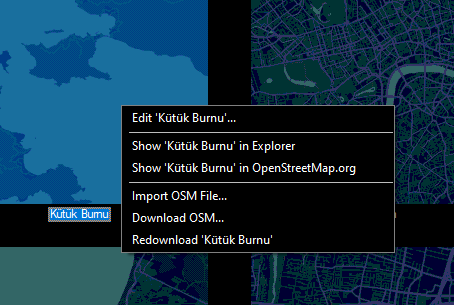 Edit 'Kütük Burnu'...
Show 'Kütük Burnu' in Explorer
Show 'Kütük Burnu' in OpenStreetMap.org
Import OSM File...
Kütük Burnu
Download OSM...
Redownload 'Kütük Burnu'